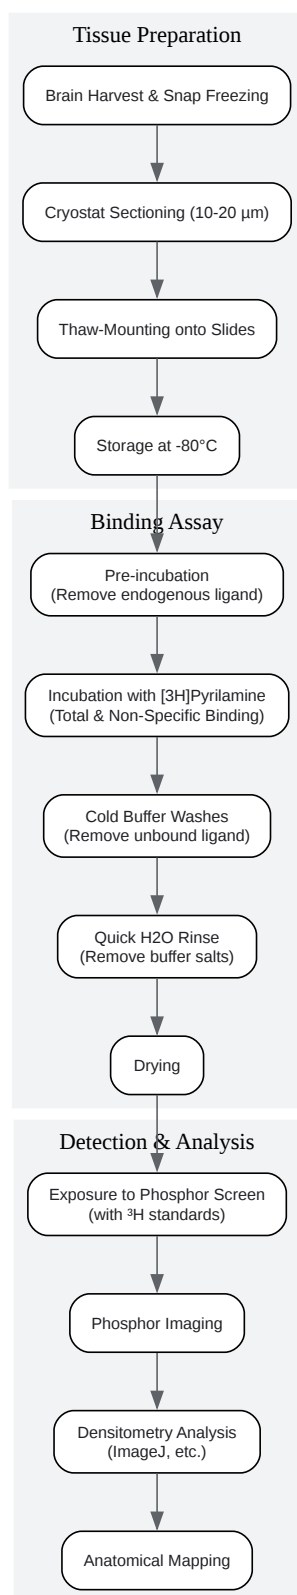 Tissue Preparation
Brain Harvest & Snap Freezing
Cryostat Sectioning (10-20 µm)
Thaw-Mounting onto Slides
Storage at -80°C
Binding Assay
Pre-incubation
(Remove endogenous ligand)
Incubation with [3H]Pyrilamine
(Total & Non-Specific Binding)
Cold Buffer Washes
(Remove unbound ligand)
Quick H2O Rinse
(Remove buffer salts)
Drying
Detection & Analysis
Exposure to Phosphor Screen
(with ³H standards)
Phosphor Imaging
Densitometry Analysis
(ImageJ, etc.)
Anatomical Mapping